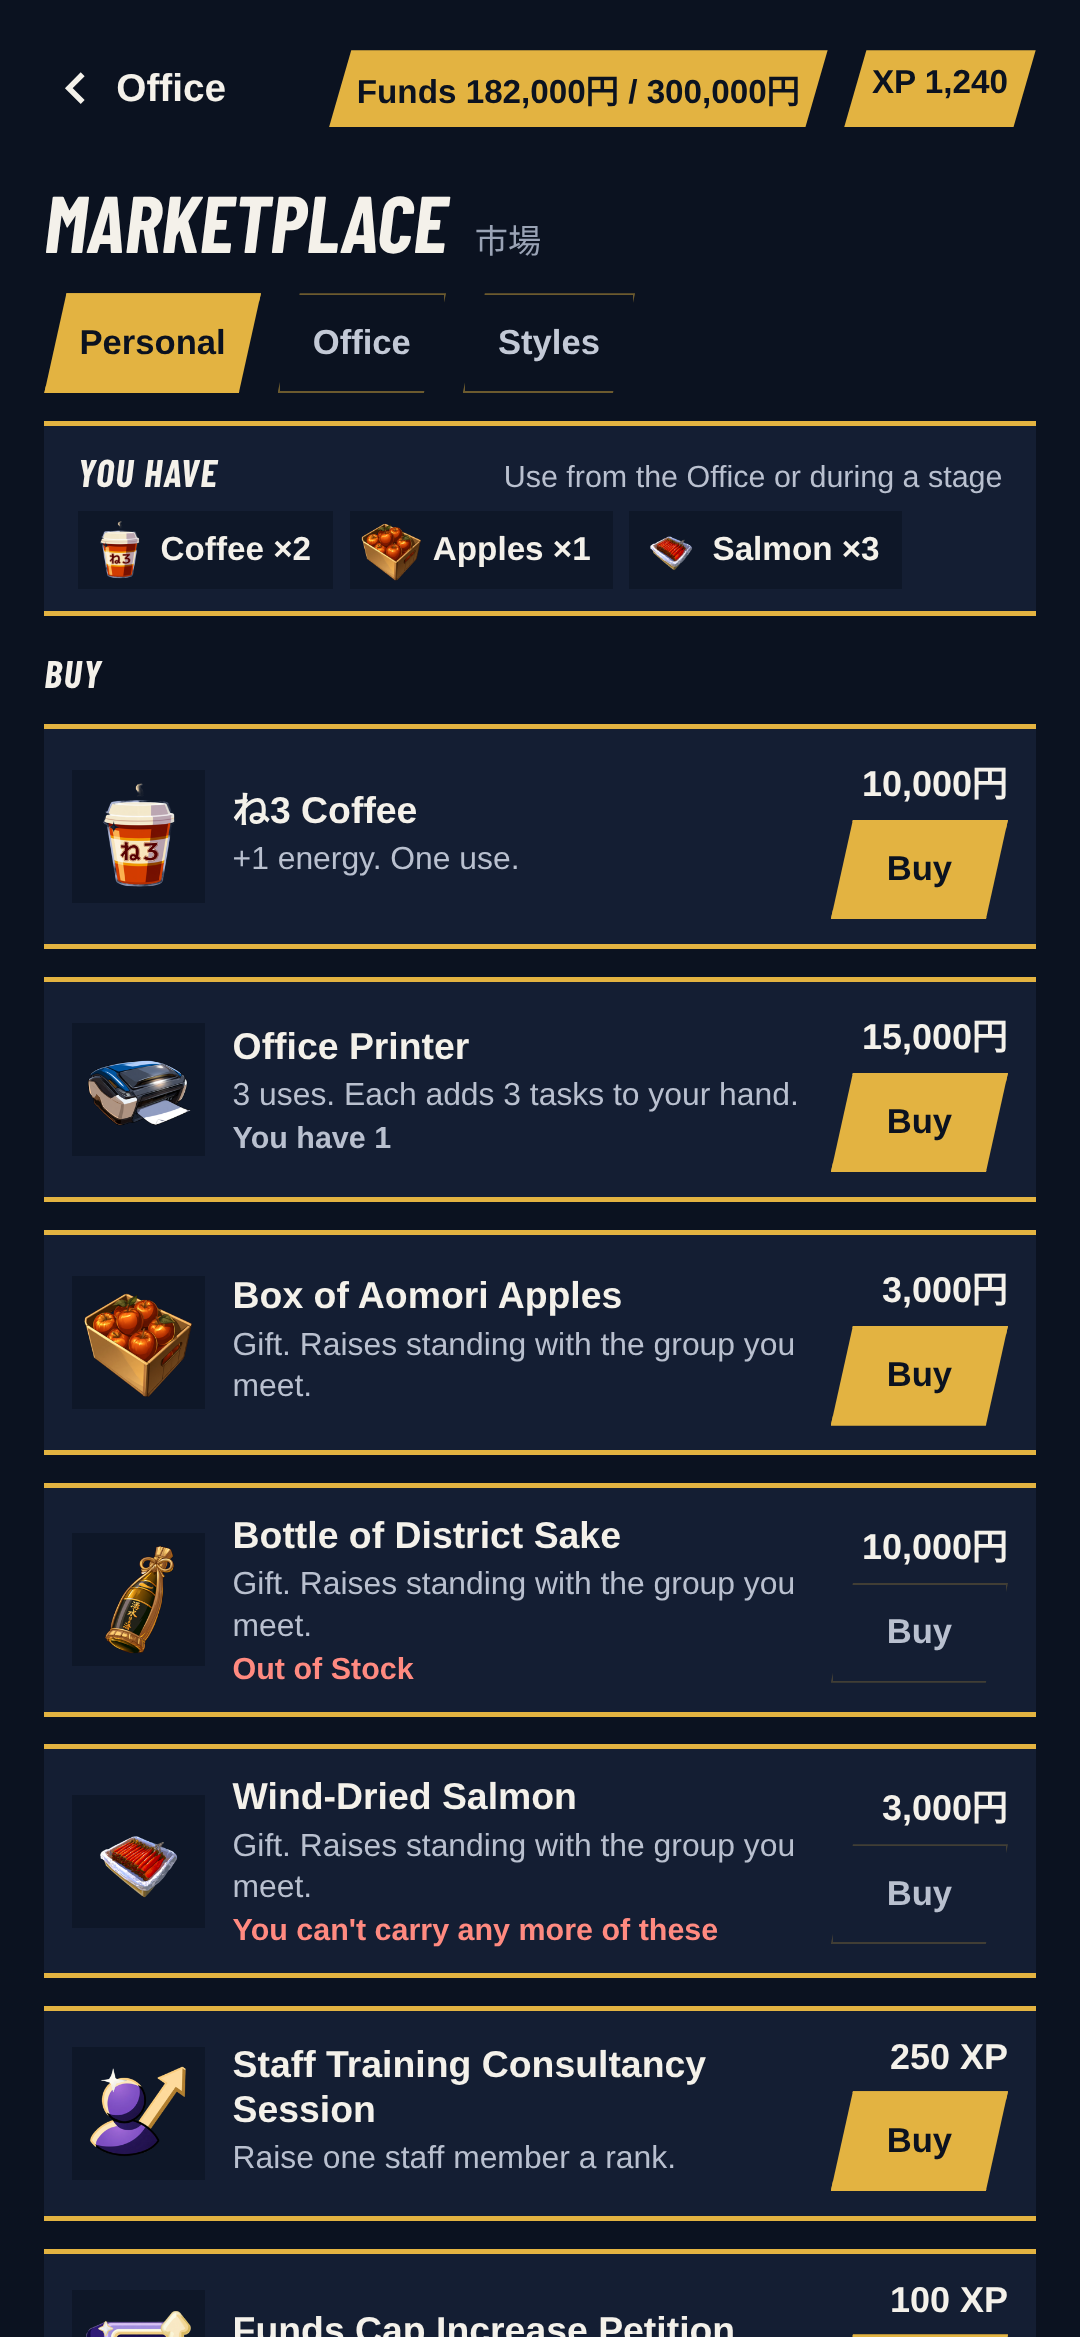 Office
Funds 182,000円 / 300,000円
XP 1,240
MARKETPLACE 市場
Personal
Office
Styles
YOU HAVE
Use from the Office or during a stage
ね3
Coffee ×2
Apples ×1
Salmon ×3
BUY
ね3
ね3 Coffee
+1 energy. One use.
10,000円
Buy
Office Printer
3 uses. Each adds 3 tasks to your hand.
You have 1
15,000円
Buy
Box of Aomori Apples
Gift. Raises standing with the group you
meet.
3,000円
Buy
Bottle of District Sake
Gift. Raises standing with the group you
meet.
Out of Stock
10,000円
Buy
Wind-Dried Salmon
Gift. Raises standing with the group you
meet.
You can't carry any more of these
3,000円
Buy
Staff Training Consultancy
Session
Raise one staff member a rank.
250 XP
Buy
Funds Cap Increase Petition
100 XP